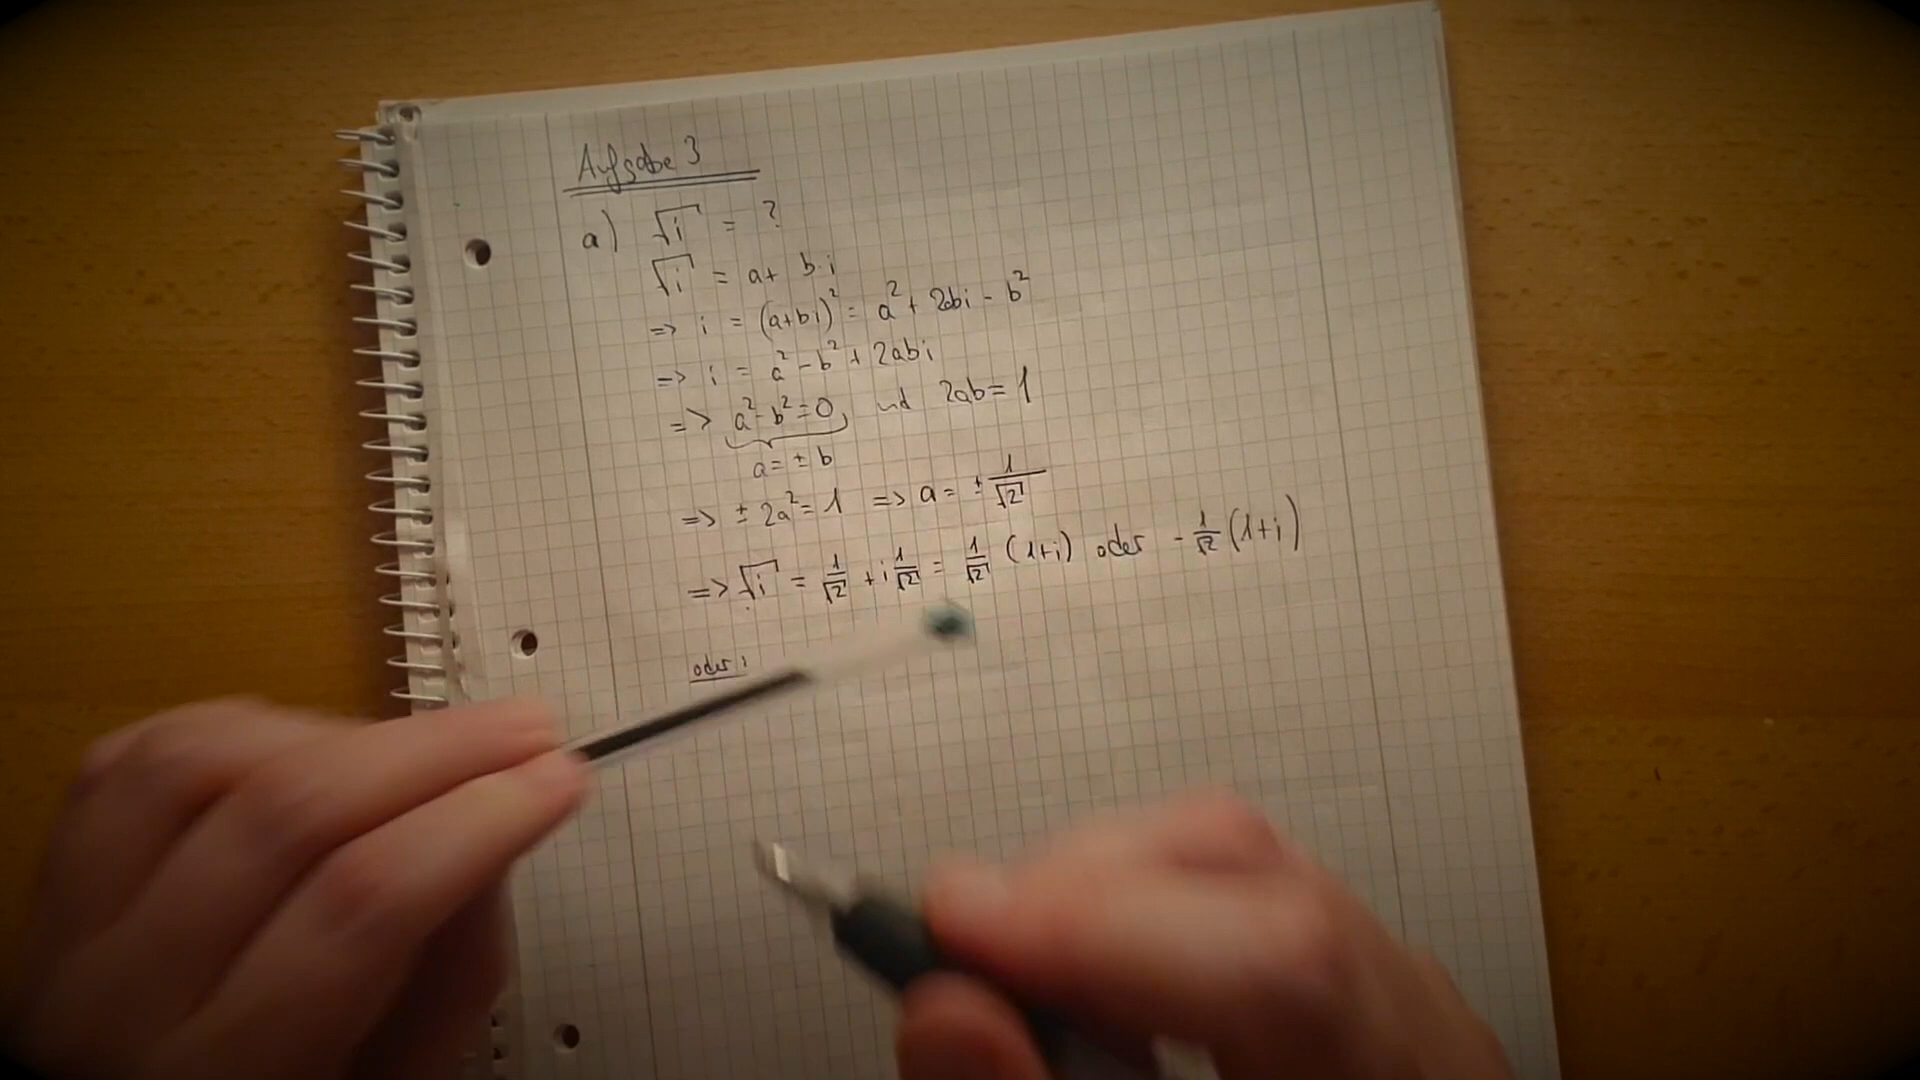 Aufgabe 3
a) √i = ?
√i = a + b·i
=> i = (a+bi)² = a² + 2abi - b²
=> i = a² - b² + 2abi
=> a² - b² = 0, und 2ab = 1
a = ± b
=> ± 2a² = 1 => a = ± 1/√2
=> √i = 1/√2 + i 1/√2 = 1/√2 (1+i) oder - 1/√2 (1+i)
oder: